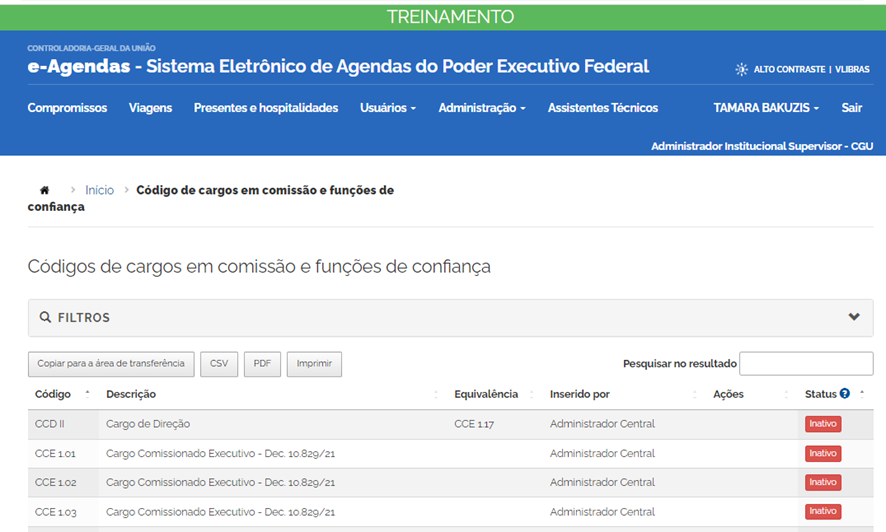 TREINAMENTO
CONTROLADORIA-GERAL DA UNIÃO
e-Agendas - Sistema Eletrônico de Agendas do Poder Executivo Federal
ALTO CONTRASTE | VLIBRAS
Compromissos Viagens Presentes e hospitalidades Usuários Administração Assistentes Técnicos TAMARA BAKUZIS Sair
Administrador Institucional Supervisor - CGU
Início > Código de cargos em comissão e funções de
confiança
Códigos de cargos em comissão e funções de confiança
FILTROS
Copiar para a área de transferência CSV PDF Imprimir Pesquisar no resultado
Código Descrição Equivalência Inserido por Ações Status ?
CCD II Cargo de Direção CCE 1.17 Administrador Central Inativo
CCE 1.01 Cargo Comissionado Executivo - Dec. 10.829/21 Administrador Central Inativo
CCE 1.02 Cargo Comissionado Executivo - Dec. 10.829/21 Administrador Central Inativo
CCE 1.03 Cargo Comissionado Executivo - Dec. 10.829/21 Administrador Central Inativo